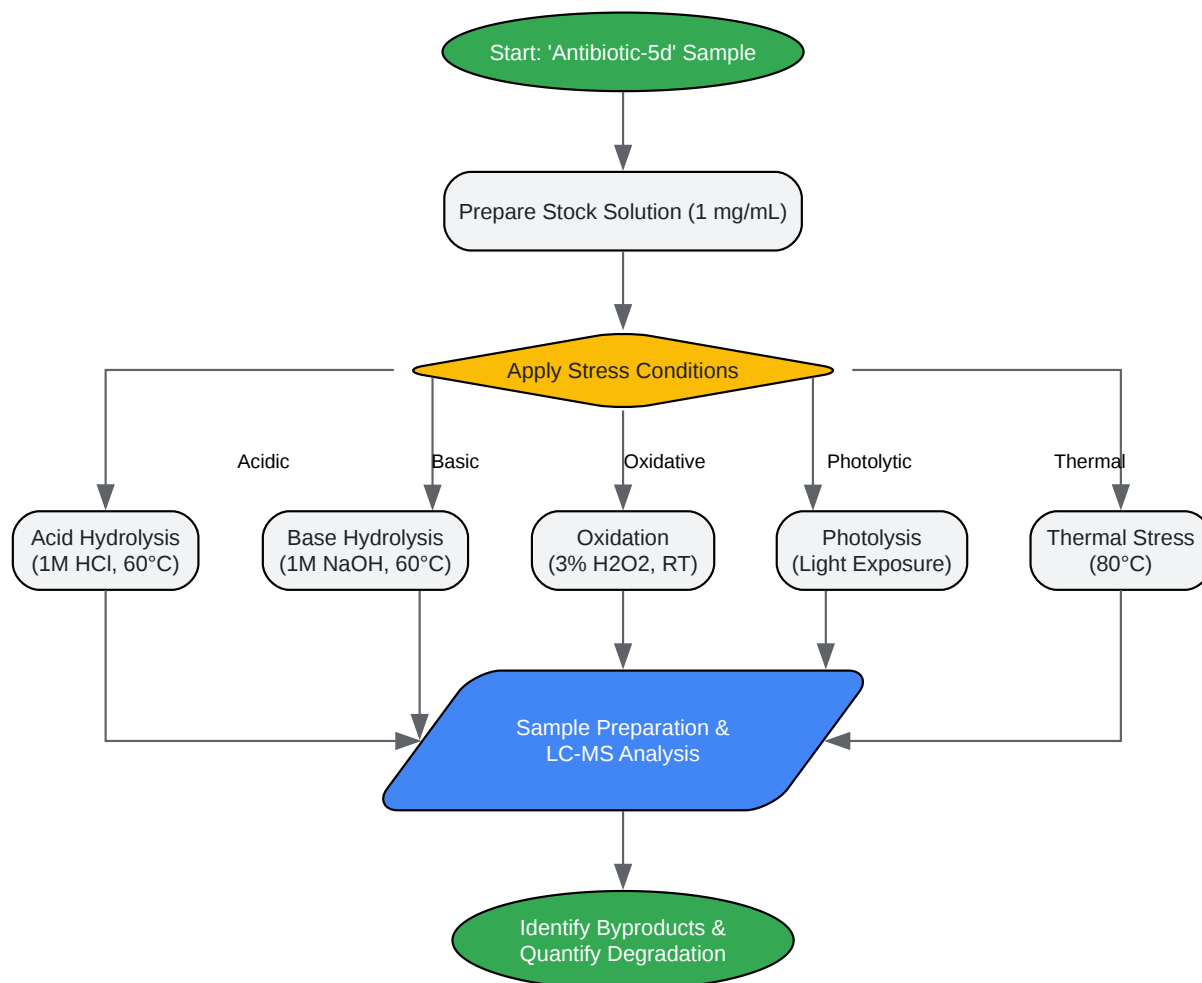 Start: 'Antibiotic-5d' Sample
Prepare Stock Solution (1 mg/mL)
Apply Stress Conditions
Acidic
Basic
Oxidative
Photolytic
Thermal
Acid Hydrolysis
(1M HCl, 60°C)
Base Hydrolysis
(1M NaOH, 60°C)
Oxidation
(3% H2O2, RT)
Photolysis
(Light Exposure)
Thermal Stress
(80°C)
Sample Preparation &
LC-MS Analysis
Identify Byproducts &
Quantify Degradation